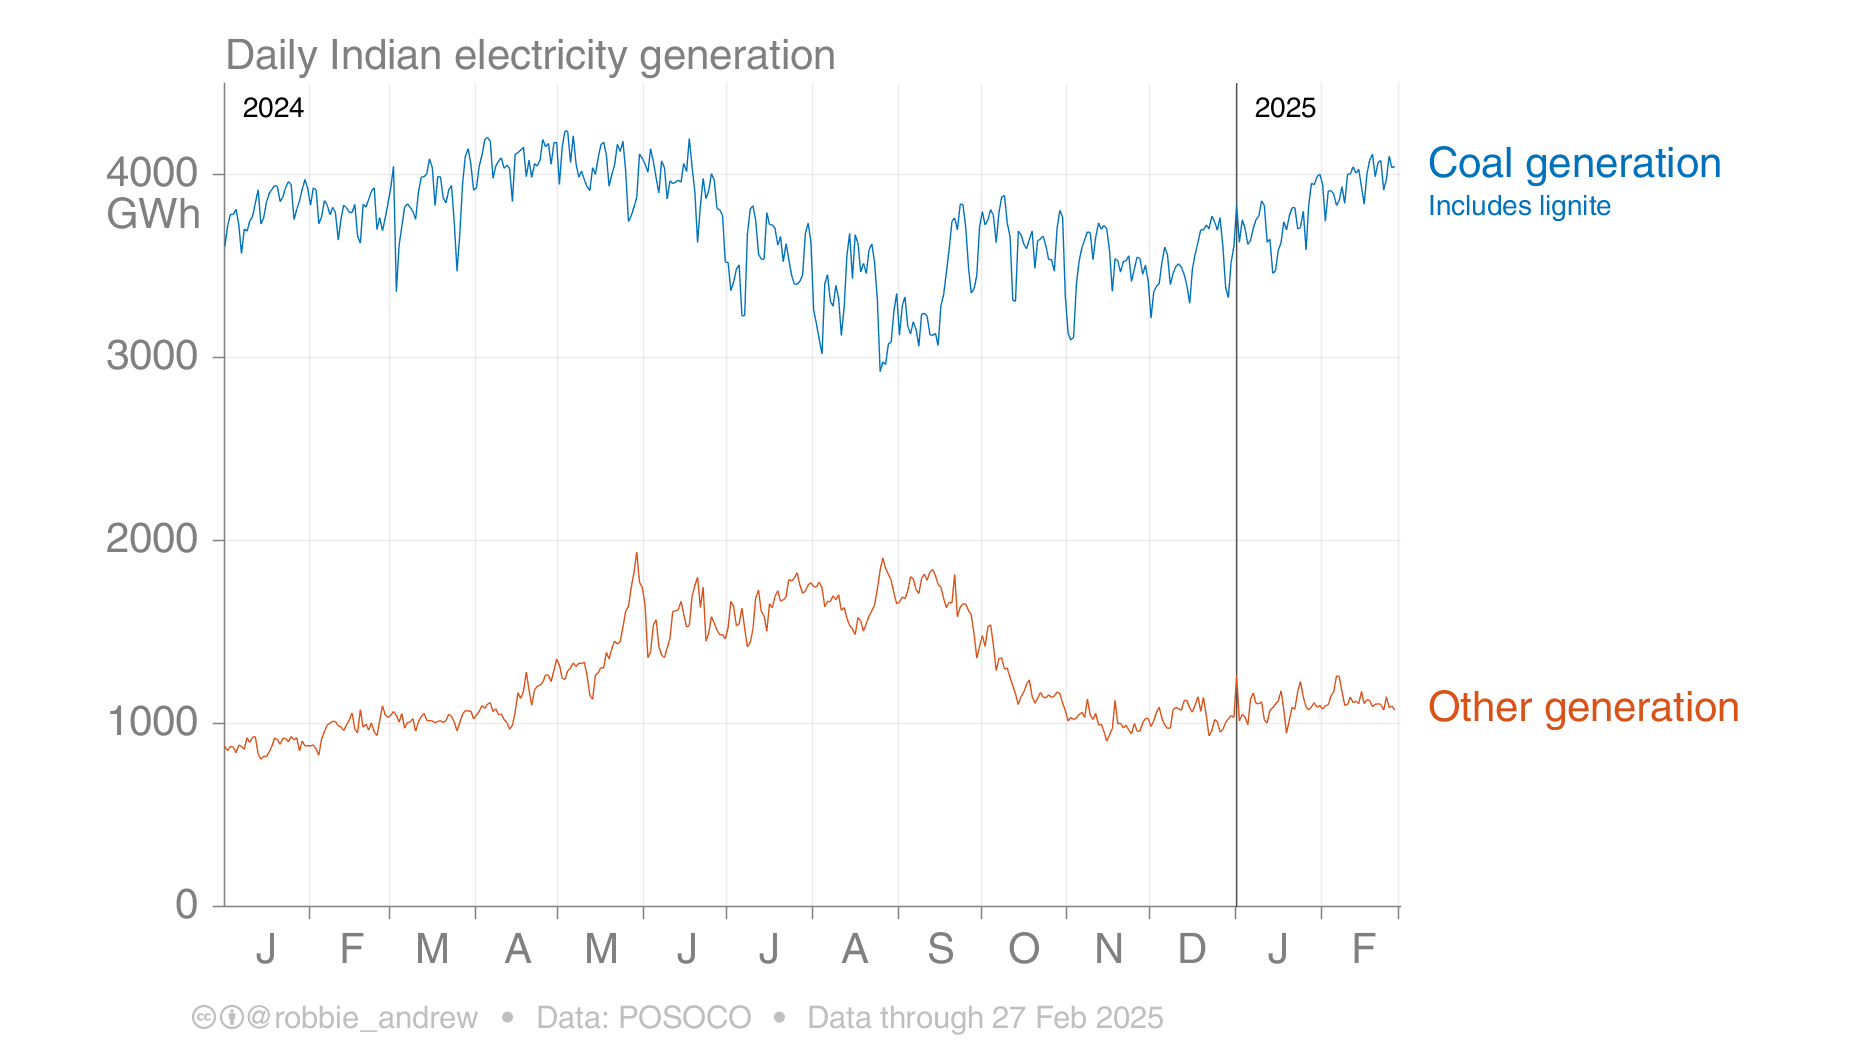 Daily Indian electricity generation
2024
2025
4000
GWh
3000
2000
1000
0
Coal generation
Includes lignite
Other generation
J F M A M J J A S O N D J F
cc @robbie_andrew • Data: POSOCO • Data through 27 Feb 2025